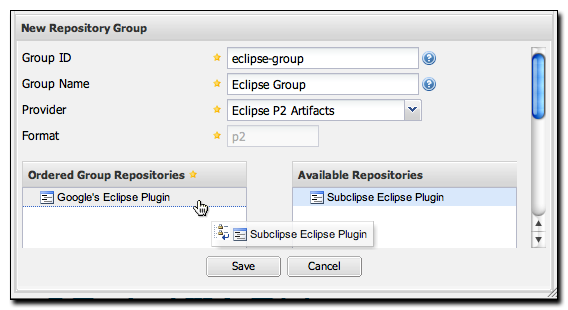 New Repository Group
Group ID
eclipse-group
Group Name
Eclipse Group
Provider
Eclipse P2 Artifacts
Format
p2
Ordered Group Repositories
Available Repositories
Google's Eclipse Plugin
Subclipse Eclipse Plugin
Subclipse Eclipse Plugin
Save
Cancel